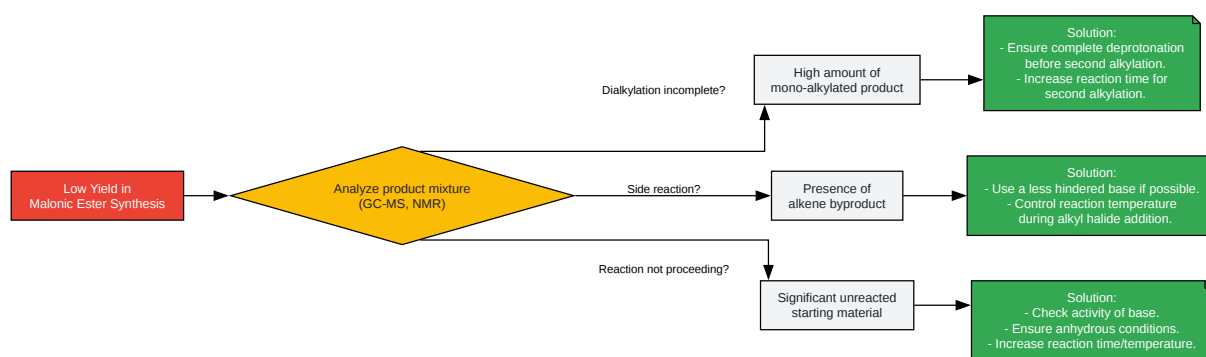 Low Yield in
Malonic Ester Synthesis
Analyze product mixture
(GC-MS, NMR)
Dialkylation incomplete?
High amount of
mono-alkylated product
Solution:
- Ensure complete deprotonation
before second alkylation.
- Increase reaction time for
second alkylation.
Side reaction?
Presence of
alkene byproduct
Solution:
- Use a less hindered base if possible.
- Control reaction temperature
during alkyl halide addition.
Reaction not proceeding?
Significant unreacted
starting material
Solution:
- Check activity of base.
- Ensure anhydrous conditions.
- Increase reaction time/temperature.